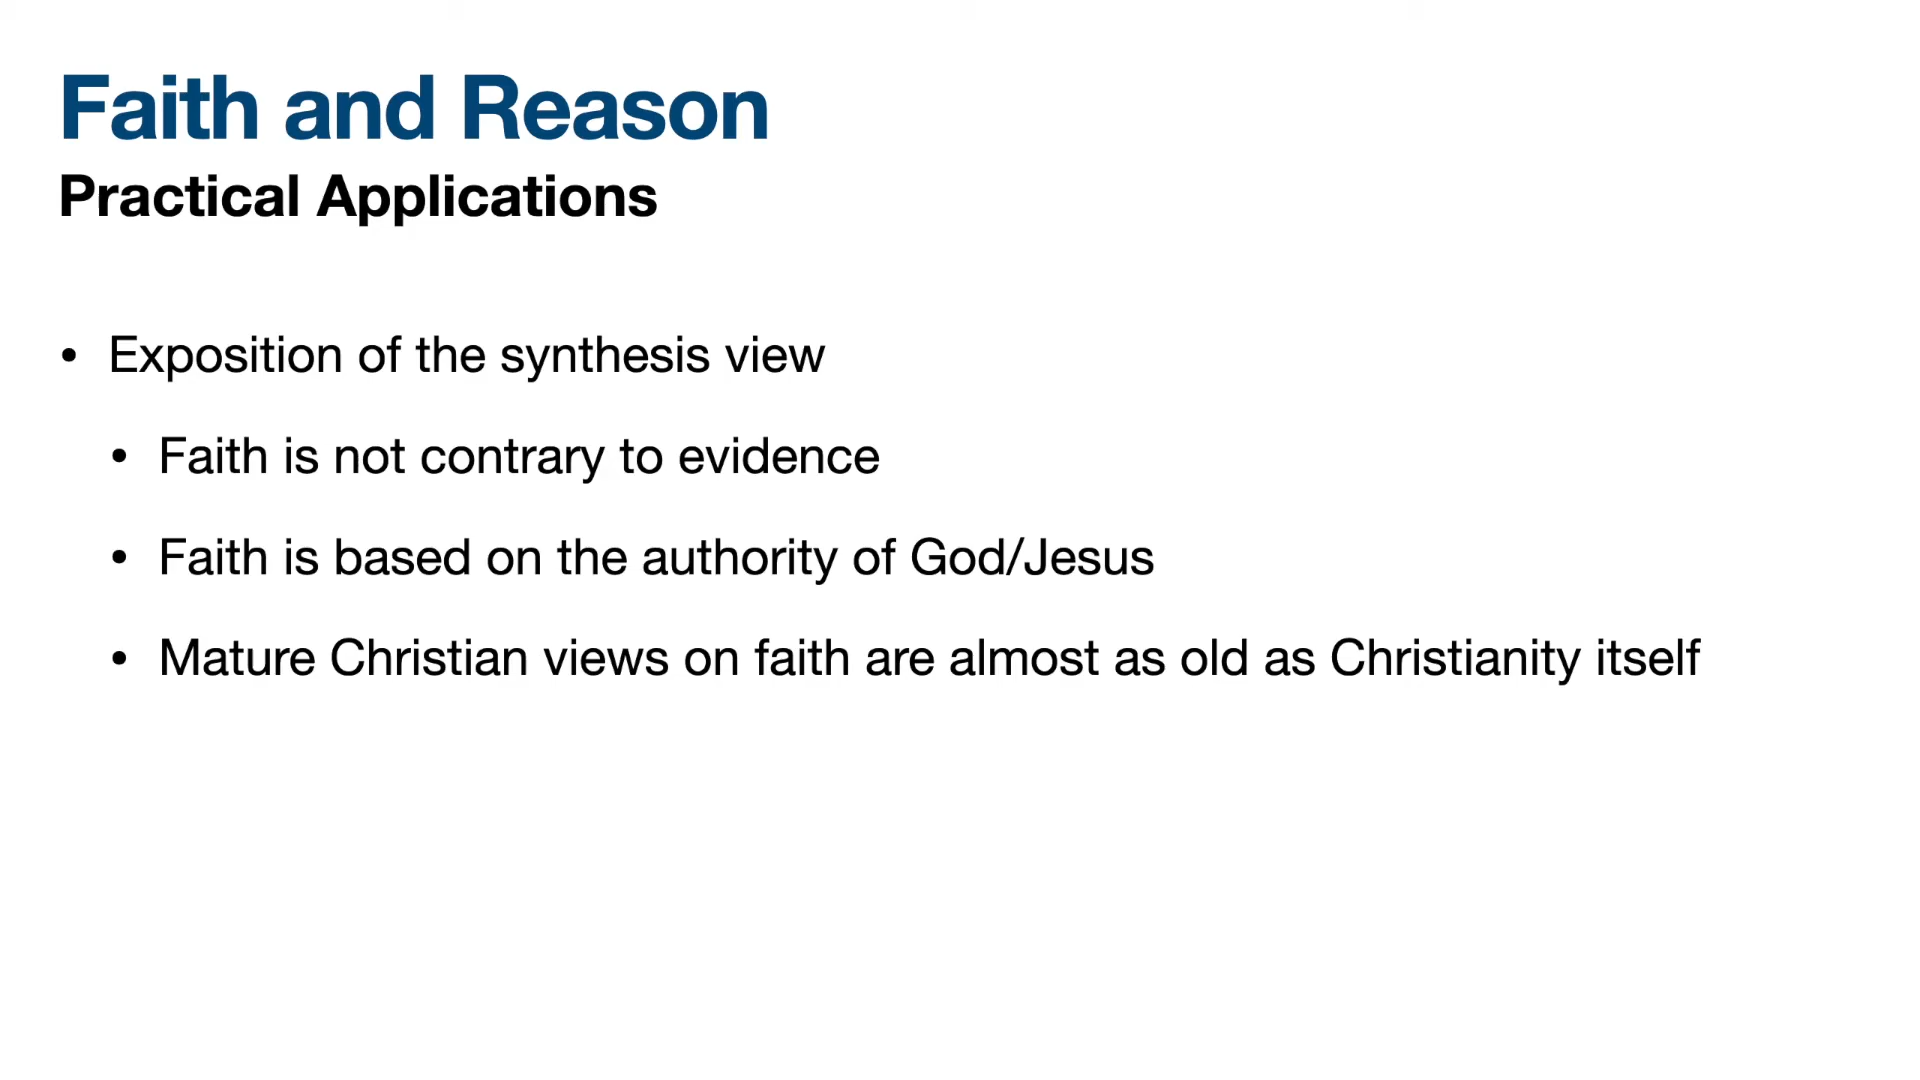 Faith and Reason
Practical Applications
• Exposition of the synthesis view
• Faith is not contrary to evidence
• Faith is based on the authority of God/Jesus
• Mature Christian views on faith are almost as old as Christianity itself